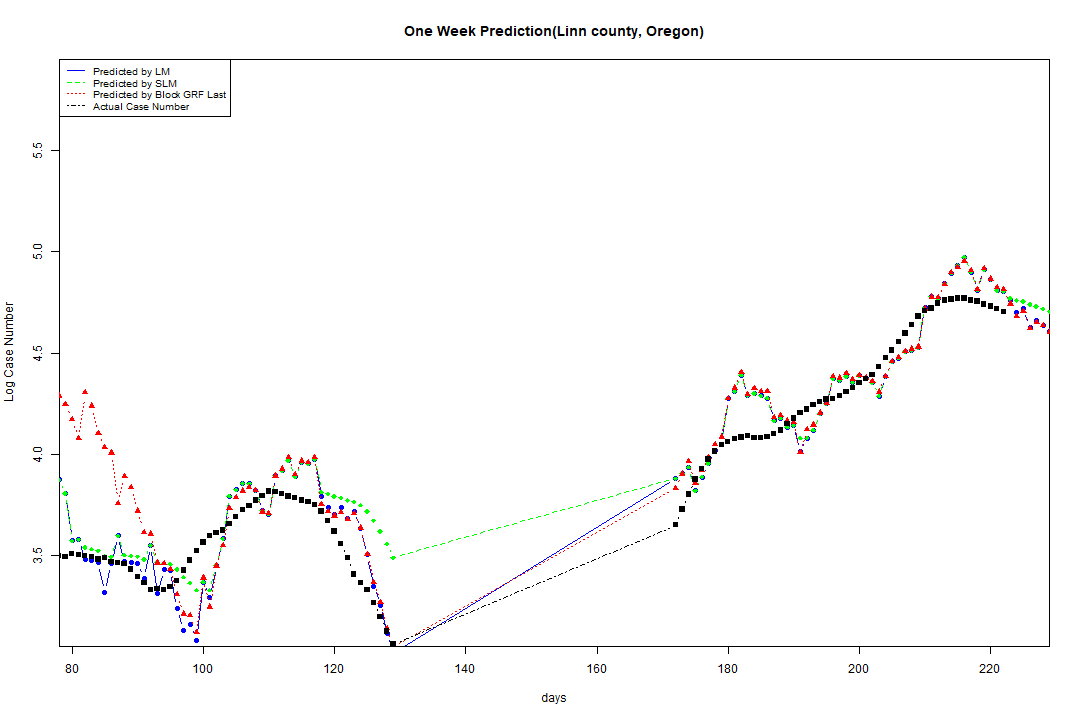 One Week Prediction(Linn county, Oregon)
Predicted by LM
Predicted by SLM
Predicted by Block GRF Last
Actual Case Number
Log Case Number
5.5
5.0
4.5
4.0
3.5
80 100 120 140 160 180 200 220
days